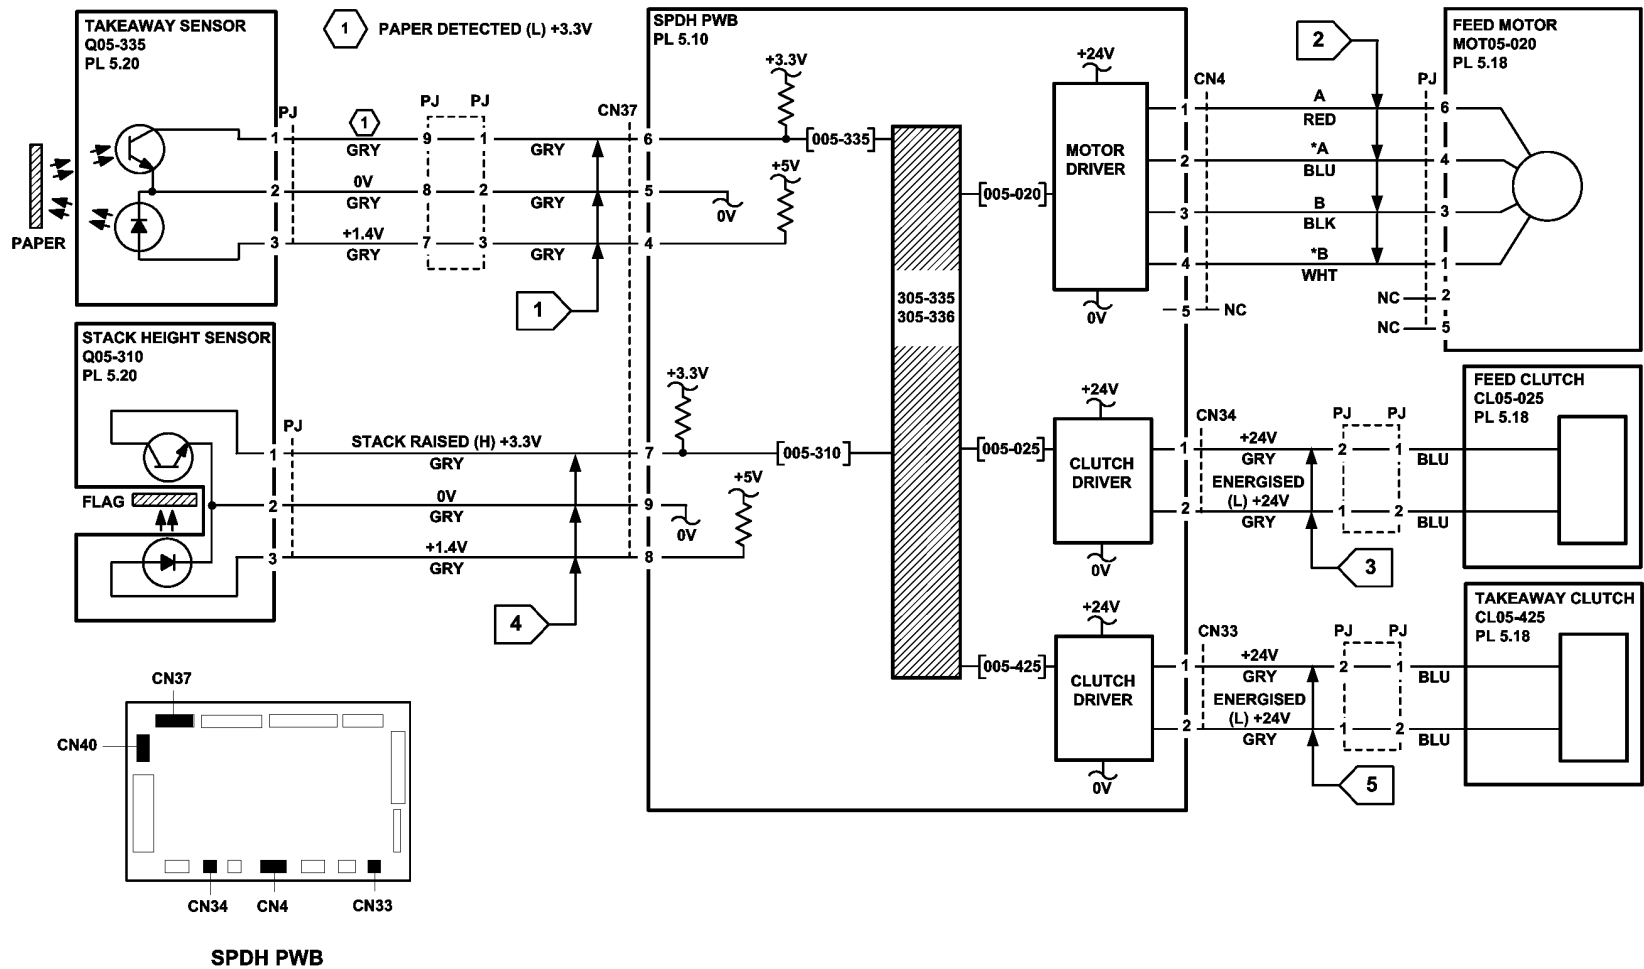 TAKEAWAY SENSOR
Q05-335
PL 5.20
1 PAPER DETECTED (L) +3.3V
PAPER
PJ
1
2
3
1
GRY
0V
GRY
+1.4V
GRY
PJ PJ
9 1
8 2
7 3
GRY
GRY
GRY
1
CN37
6
5
4
SPDH PWB
PL 5.10
+3.3V
[005-335]
+5V
0V
305-335
305-336
[005-020]
+24V
MOTOR
DRIVER
0V
CN4
1
2
3
4
5 NC
2
A
RED
*A
BLU
B
BLK
*B
WHT
PJ
6
4
3
1
NC 2
NC 5
FEED MOTOR
MOT05-020
PL 5.18
STACK HEIGHT SENSOR
Q05-310
PL 5.20
FLAG
PJ
1
2
3
STACK RAISED (H) +3.3V
GRY
0V
GRY
+1.4V
GRY
4
7
9
8
+3.3V
[005-310]
+5V
0V
[005-025]
+24V
CLUTCH
DRIVER
0V
CN34
1
2
+24V
GRY
ENERGISED
(L) +24V
GRY
3
PJ PJ
2 1
1 2
BLU
BLU
FEED CLUTCH
CL05-025
PL 5.18
[005-425]
+24V
CLUTCH
DRIVER
0V
CN33
1
2
+24V
GRY
ENERGISED
(L) +24V
GRY
5
PJ PJ
2 1
1 2
BLU
BLU
TAKEAWAY CLUTCH
CL05-425
PL 5.18
CN37
CN40
CN34 CN4 CN33
SPDH PWB